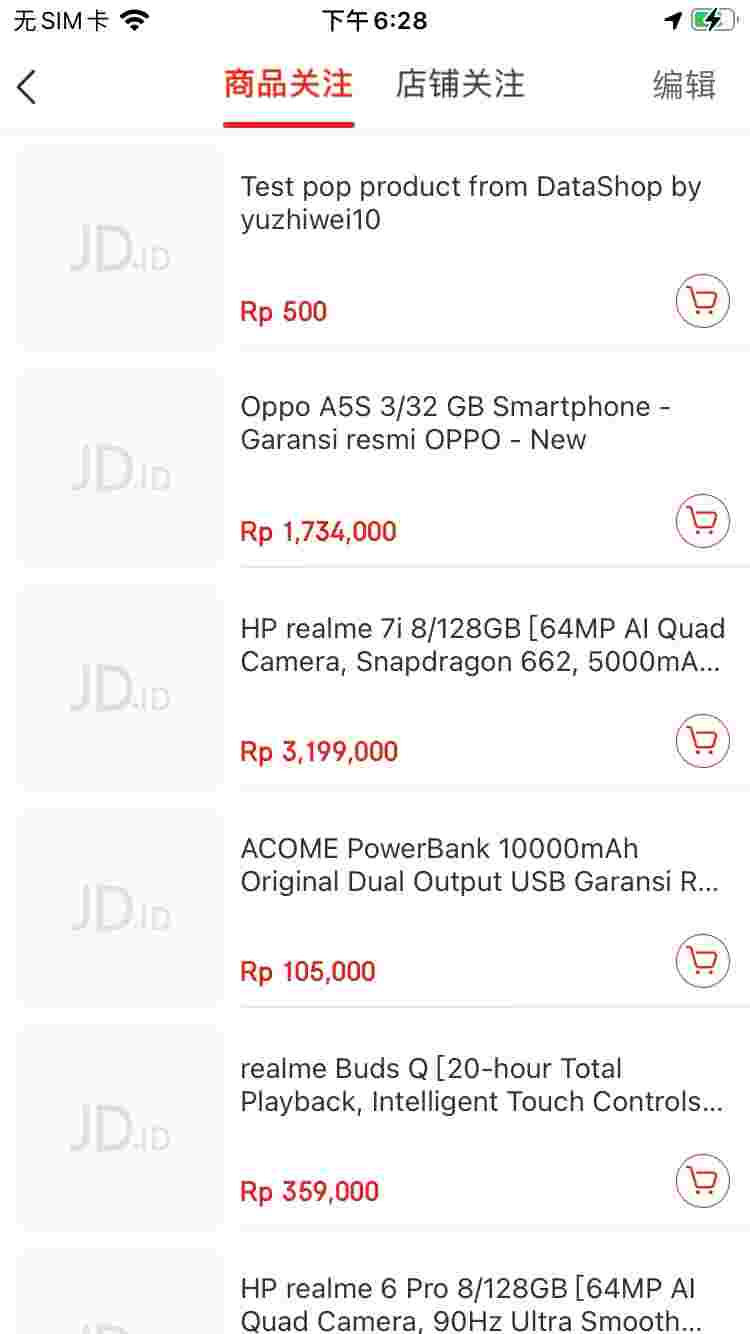 无SIM卡
下午6:28
商品关注
店铺关注
编辑
JD.ID
Test pop product from DataShop by
yuzhiwei10
Rp 500
JD.ID
Oppo A5S 3/32 GB Smartphone -
Garansi resmi OPPO - New
Rp 1,734,000
JD.ID
HP realme 7i 8/128GB [64MP AI Quad
Camera, Snapdragon 662, 5000mA...
Rp 3,199,000
JD.ID
ACOME PowerBank 10000mAh
Original Dual Output USB Garansi R...
Rp 105,000
JD.ID
realme Buds Q [20-hour Total
Playback, Intelligent Touch Controls...
Rp 359,000
HP realme 6 Pro 8/128GB [64MP AI
Quad Camera, 90Hz Ultra Smooth...